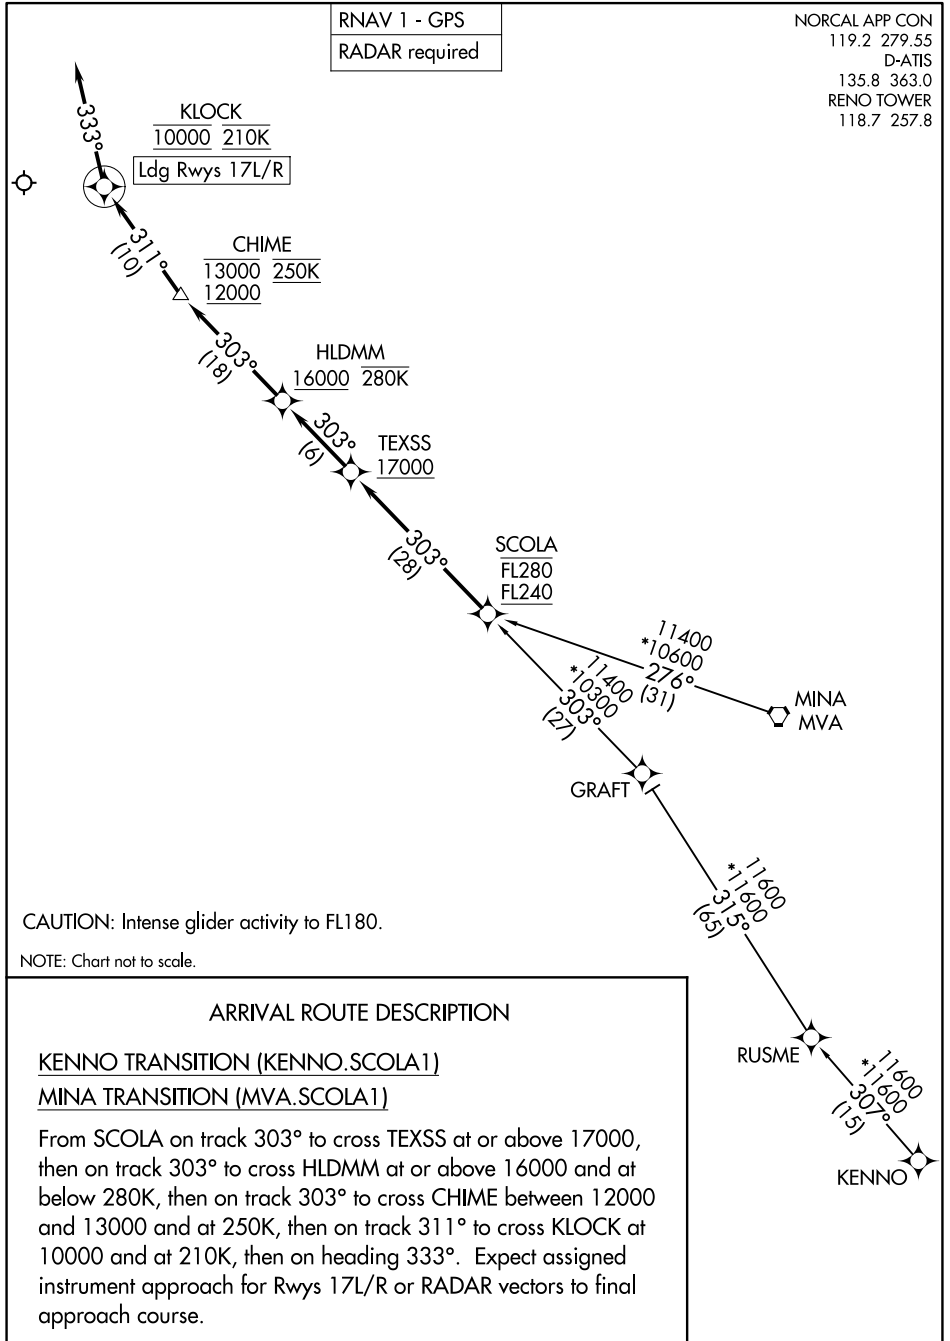 RNAV 1 - GPS
RADAR required
NORCAL APP CON
119.2 279.55
D-ATIS
135.8 363.0
RENO TOWER
118.7 257.8
333°
KLOCK
10000 210K
Ldg Rwys 17L/R
311°
(10)
CHIME
13000 250K
12000
303°
(18)
HLDMM
16000 280K
303°
(6)
TEXSS
17000
303°
(28)
SCOLA
FL280
FL240
11400
*10600
276°
(31)
MINA
MVA
11400
*10300
303°
(27)
GRAFT
11600
*11600
315°
(65)
RUSME
11600
*11600
307°
(15)
KENNO
CAUTION: Intense glider activity to FL180.
NOTE: Chart not to scale.
ARRIVAL ROUTE DESCRIPTION
KENNO TRANSITION (KENNO.SCOLA1)
MINA TRANSITION (MVA.SCOLA1)
From SCOLA on track 303° to cross TEXSS at or above 17000,
then on track 303° to cross HLDMM at or above 16000 and at
below 280K, then on track 303° to cross CHIME between 12000
and 13000 and at 250K, then on track 311° to cross KLOCK at
10000 and at 210K, then on heading 333°. Expect assigned
instrument approach for Rwys 17L/R or RADAR vectors to final
approach course.